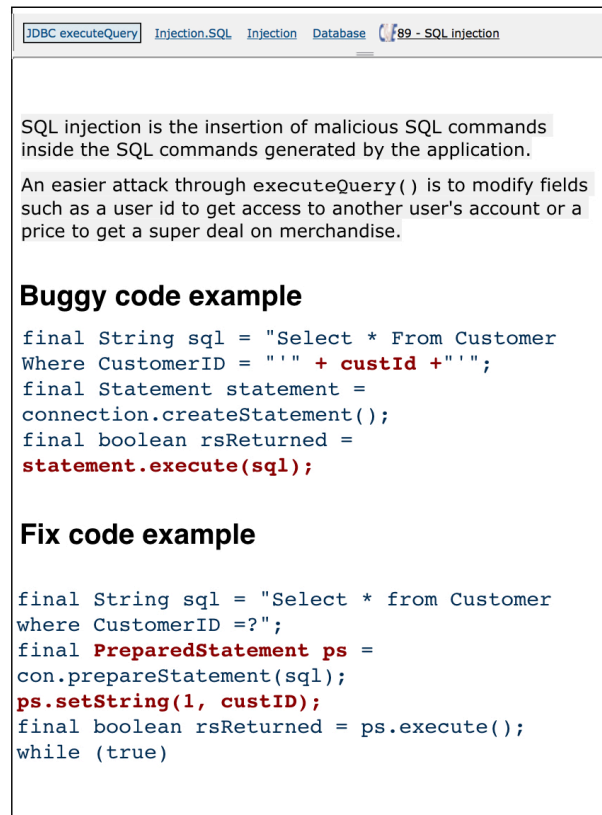 JDBC executeQuery Injection.SQL Injection Database 89 - SQL injection
SQL injection is the insertion of malicious SQL commands
inside the SQL commands generated by the application.
An easier attack through executeQuery() is to modify fields
such as a user id to get access to another user's account or a
price to get a super deal on merchandise.
Buggy code example
final String sql = "Select * From Customer
Where CustomerID = "'" + custId +"'";
final Statement statement =
connection.createStatement();
final boolean rsReturned =
statement.execute(sql);
Fix code example
final String sql = "Select * from Customer
where CustomerID =?";
final PreparedStatement ps =
con.prepareStatement(sql);
ps.setString(1, custID);
final boolean rsReturned = ps.execute();
while (true)